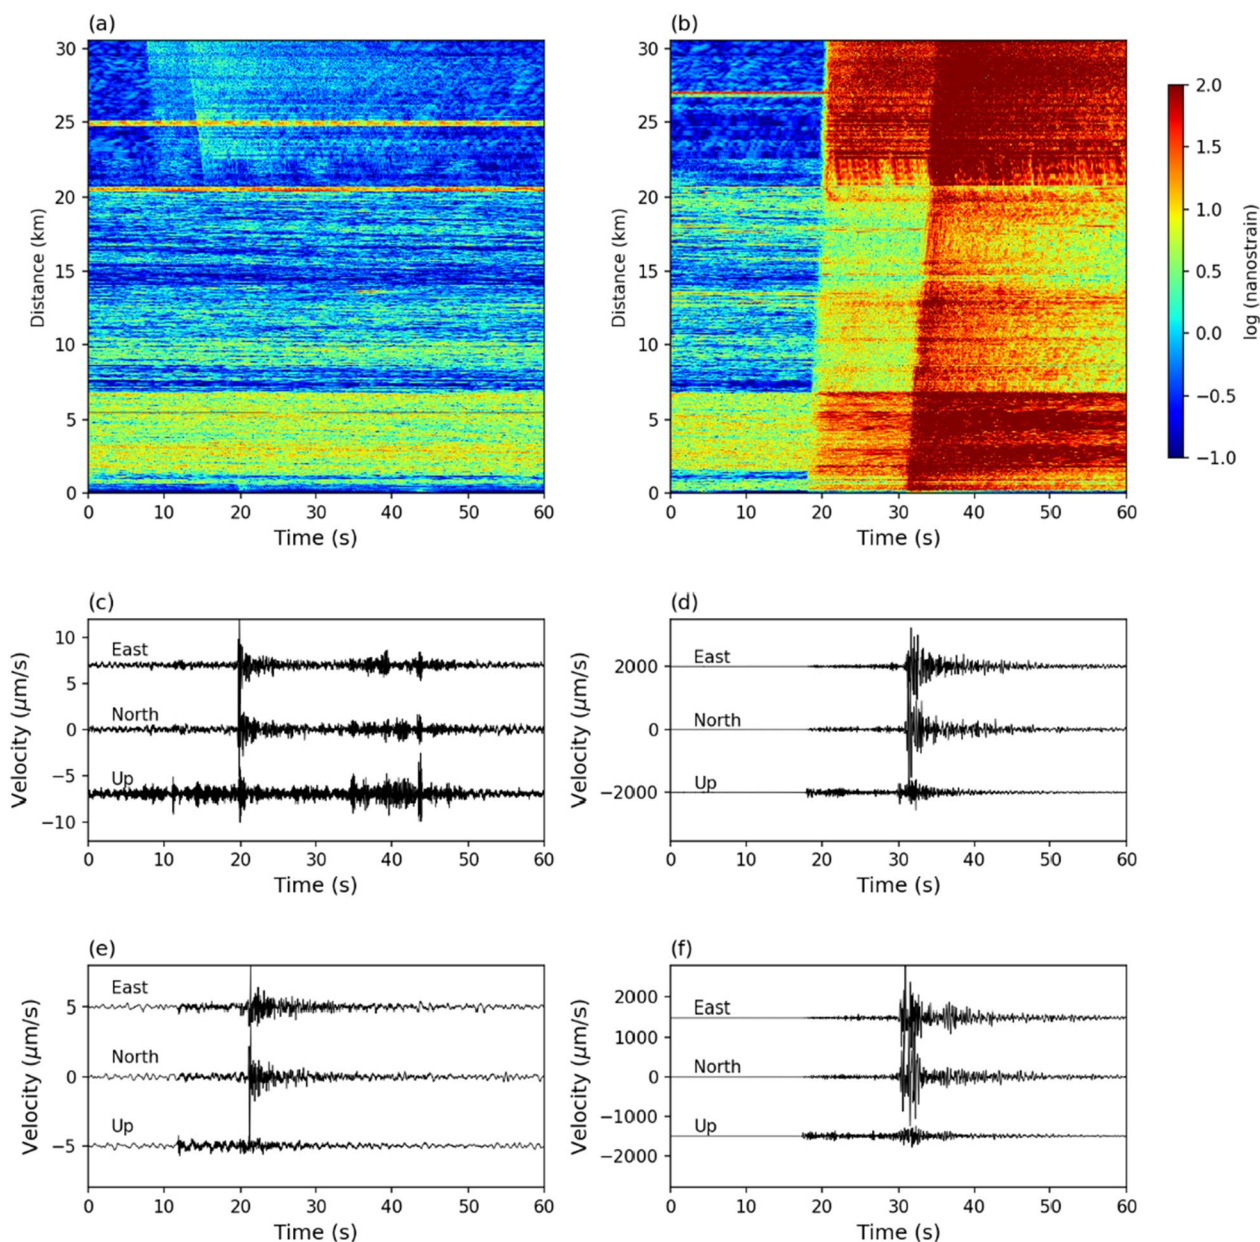 (a)
(b)
30
25
20
15
10
5
0
Distance (km)
0 10 20 30 40 50 60
Time (s)
30
25
20
15
10
5
0
Distance (km)
0 10 20 30 40 50 60
Time (s)
2.0
1.5
1.0
0.5
0.0
−0.5
−1.0
log (nanostrain)
(c)
10
5
0
−5
−10
Velocity (μm/s)
East
North
Up
0 10 20 30 40 50 60
Time (s)
(d)
2000
0
−2000
Velocity (μm/s)
East
North
Up
0 10 20 30 40 50 60
Time (s)
(e)
5
0
−5
Velocity (μm/s)
East
North
Up
0 10 20 30 40 50 60
Time (s)
(f)
2000
1000
0
−1000
−2000
Velocity (μm/s)
East
North
Up
0 10 20 30 40 50 60
Time (s)